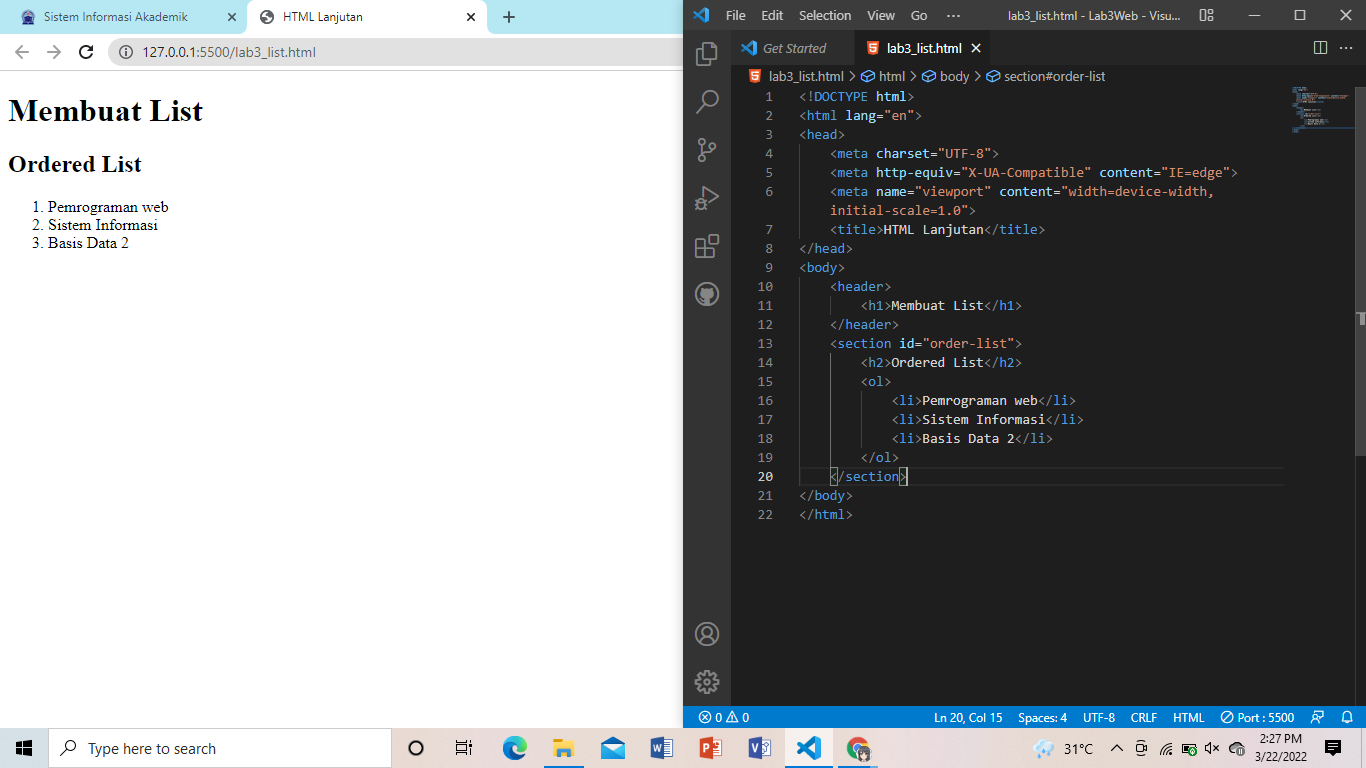 Sistem Informasi Akademik
HTML Lanjutan
127.0.0.1:5500/lab3_list.html
Membuat List
Ordered List
1. Pemrograman web
2. Sistem Informasi
3. Basis Data 2
File Edit Selection View Go ··· lab3_list.html - Lab3Web - Visu...
Get Started lab3_list.html
lab3_list.html > html > body > section#order-list
1 <!DOCTYPE html>
2 <html lang="en">
3 <head>
4 <meta charset="UTF-8">
5 <meta http-equiv="X-UA-Compatible" content="IE=edge">
6 <meta name="viewport" content="width=device-width,
initial-scale=1.0">
7 <title>HTML Lanjutan</title>
8 </head>
9 <body>
10 <header>
11 <h1>Membuat List</h1>
12 </header>
13 <section id="order-list">
14 <h2>Ordered List</h2>
15 <ol>
16 <li>Pemrograman web</li>
17 <li>Sistem Informasi</li>
18 <li>Basis Data 2</li>
19 </ol>
20 </section>
21 </body>
22 </html>
0 0 Ln 20, Col 15 Spaces: 4 UTF-8 CRLF HTML Port : 5500
Type here to search
31°C
2:27 PM
3/22/2022